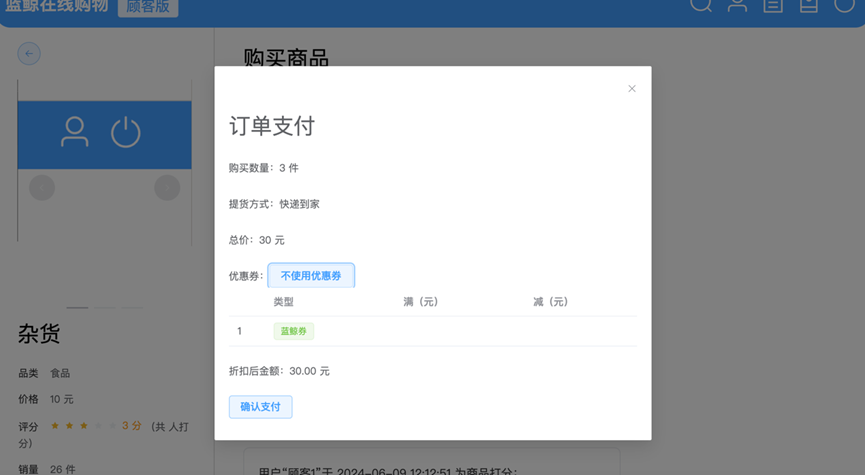 蓝鲸在线购物 顾客版
购买商品
订单支付
购买数量：3 件
提货方式：快递到家
总价：30 元
优惠券： 不使用优惠券
类型 满（元） 减（元）
1 蓝鲸券
折扣后金额：30.00 元
确认支付
杂货
品类 食品
价格 10 元
评分 3 分 （共 人打
分）
销量 26 件
用户“顾客1”于 2024-06-09 12:12:51 为商品打分：